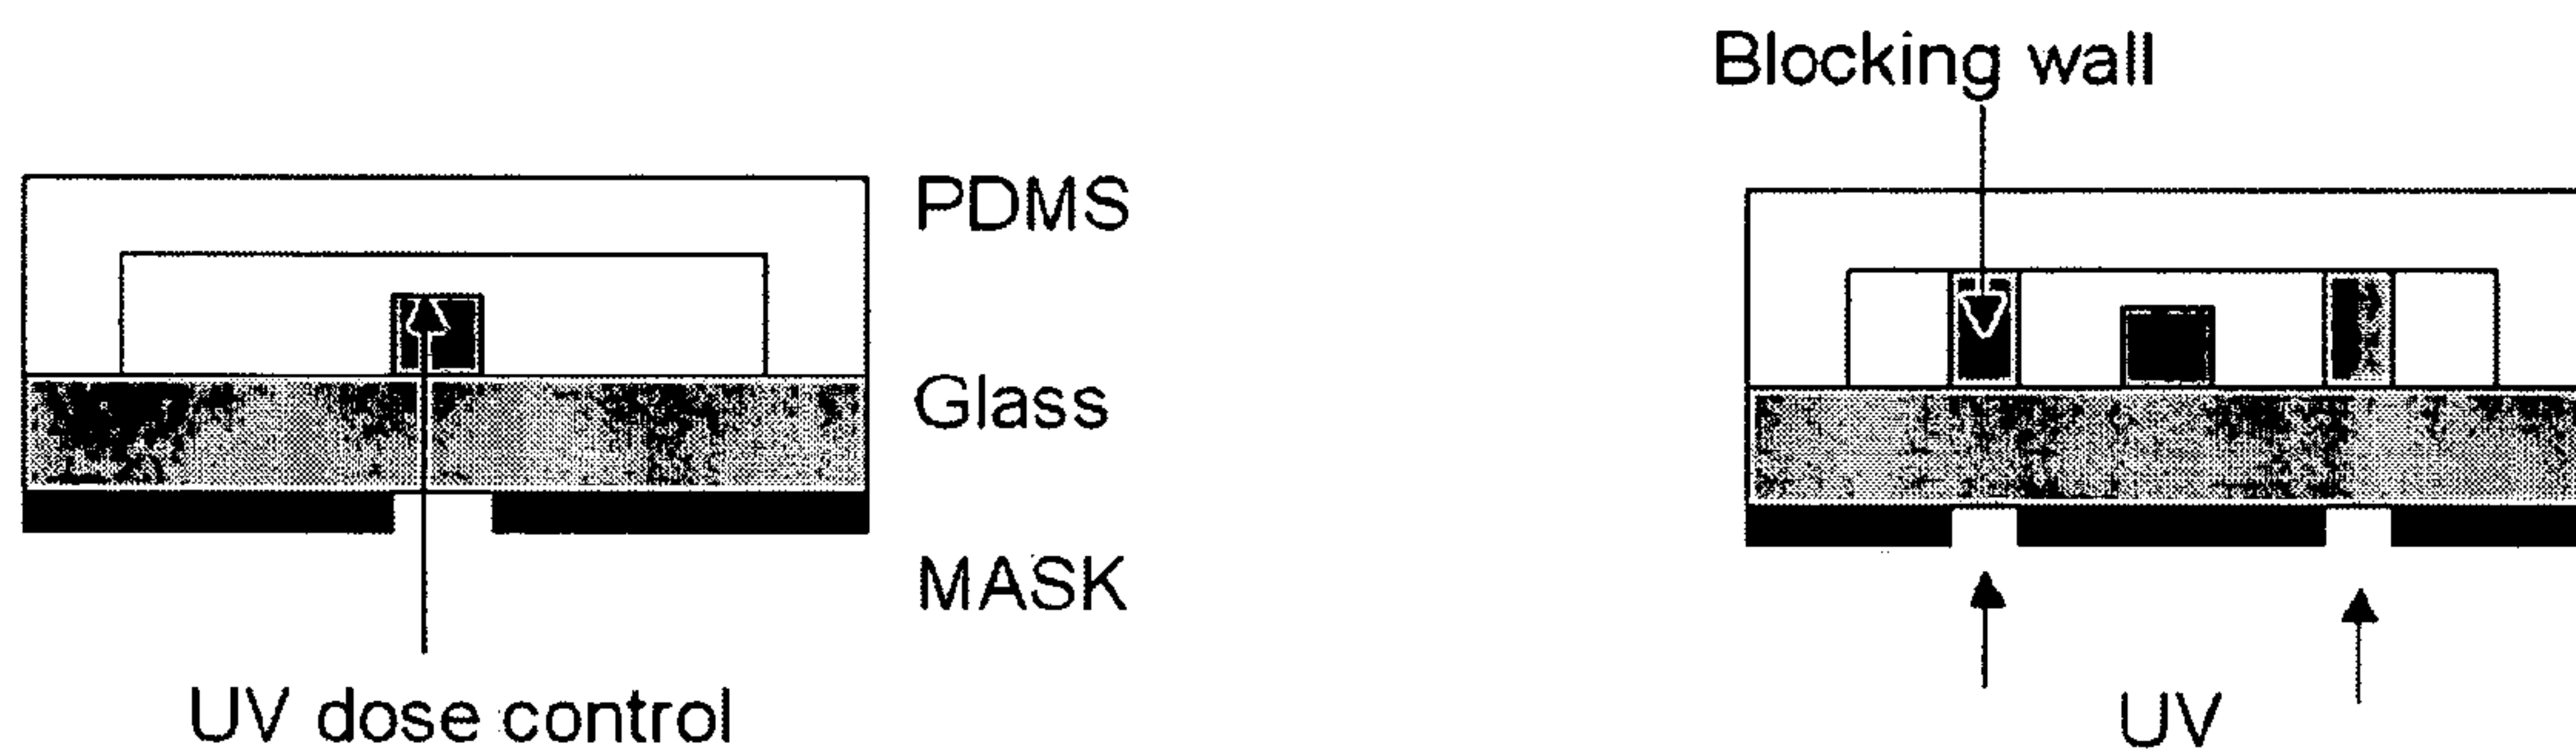 Blocking wall
PDMS
Glass
MASK
UV dose control
UV